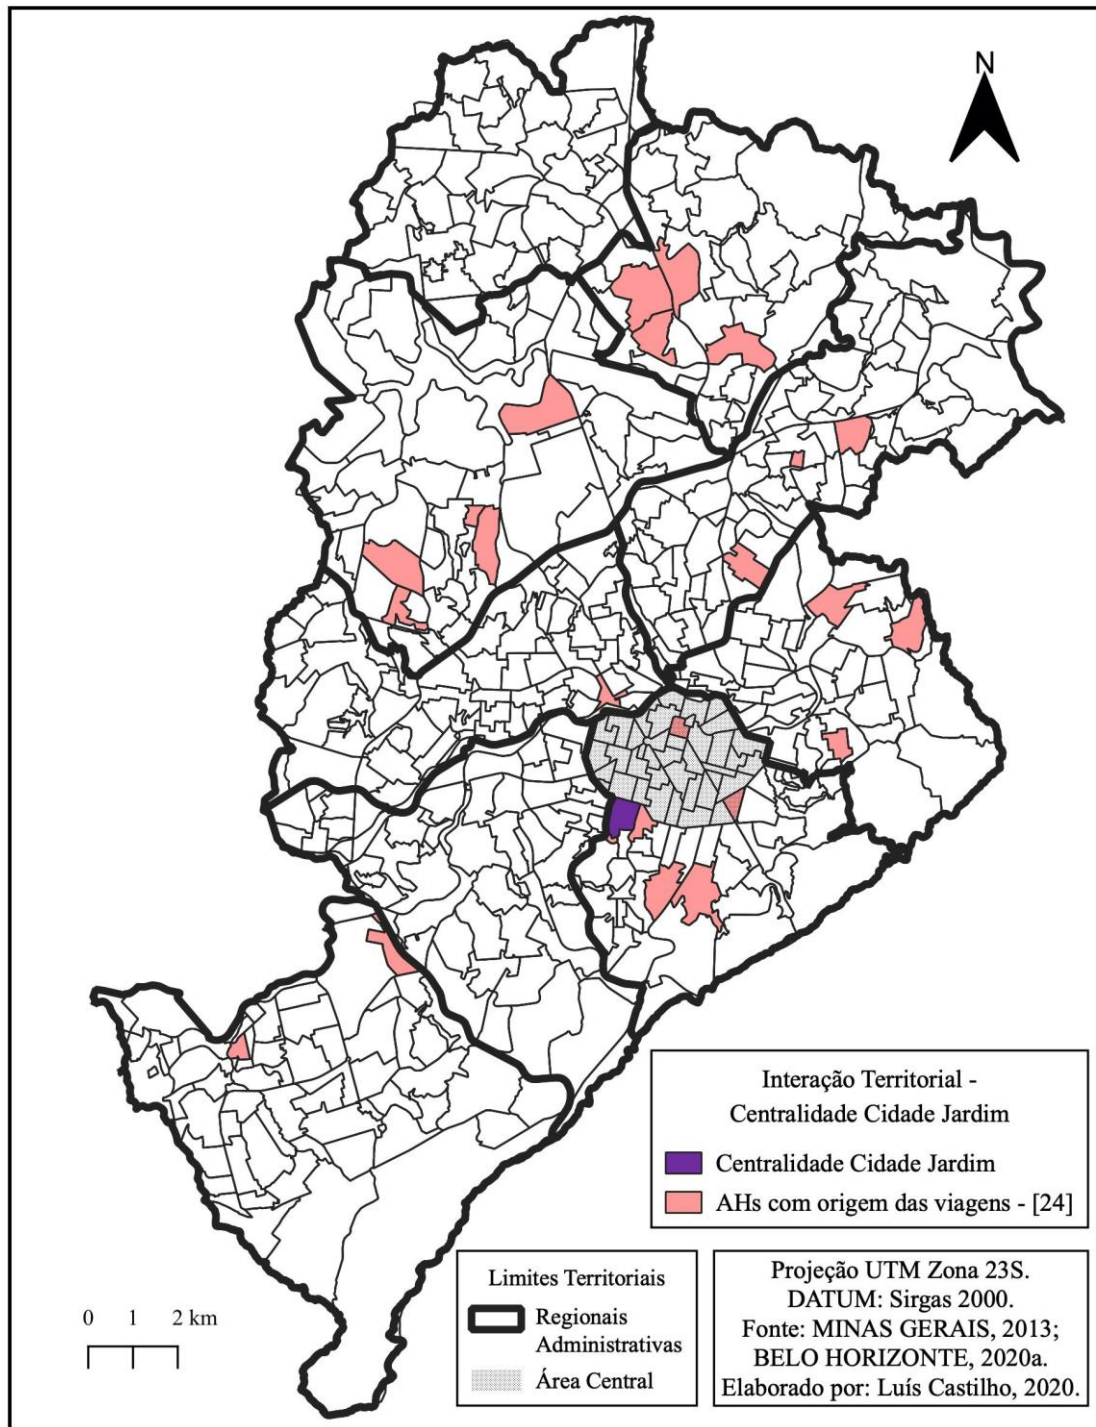 N
Interação Territorial -
Centralidade Cidade Jardim
Centralidade Cidade Jardim
AHs com origem das viagens - [24]
Limites Territoriais
Regionais
Administrativas
Área Central
Projeção UTM Zona 23S.
DATUM: Sirgas 2000.
Fonte: MINAS GERAIS, 2013;
BELO HORIZONTE, 2020a.
Elaborado por: Luís Castilho, 2020.
0 1 2 km